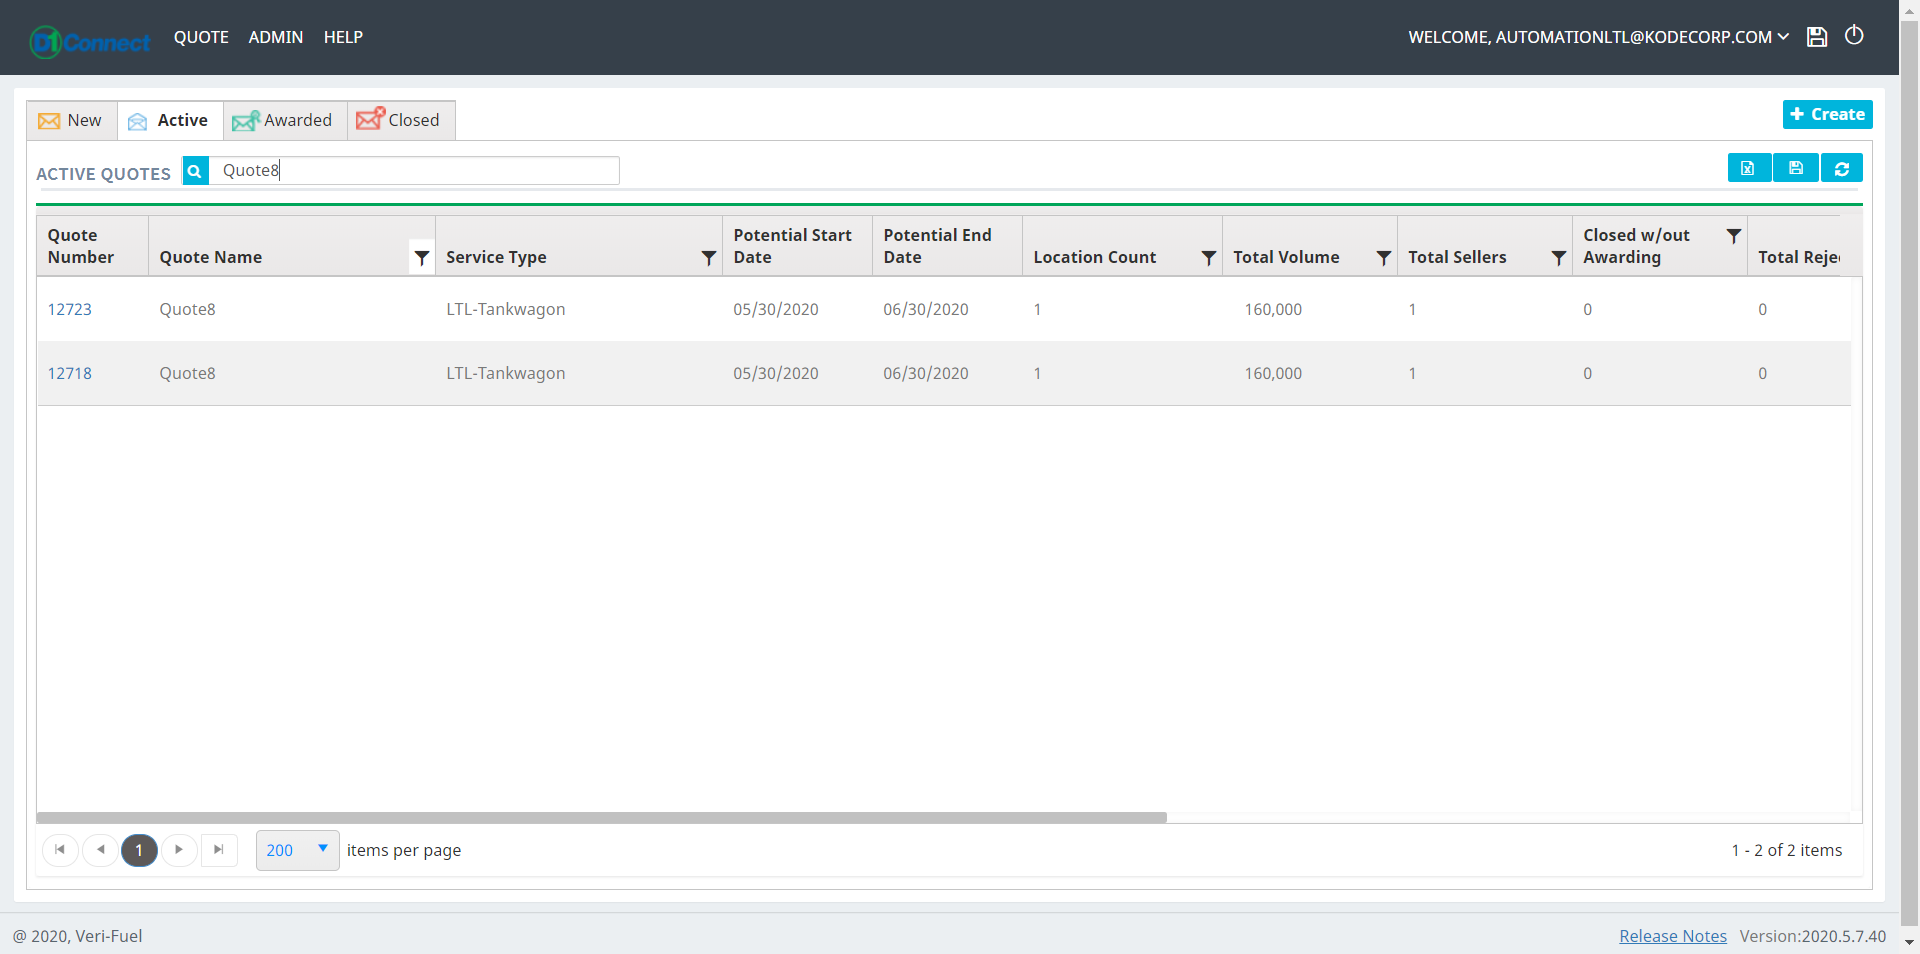 D1Connect QUOTE ADMIN HELP WELCOME, AUTOMATIONLTL@KODECORP.COM
New Active Awarded Closed + Create
ACTIVE QUOTES Quote8
Quote Number Quote Name Service Type Potential Start Date Potential End Date Location Count Total Volume Total Sellers Closed w/out Awarding Total Reje
12723 Quote8 LTL-Tankwagon 05/30/2020 06/30/2020 1 160,000 1 0 0
12718 Quote8 LTL-Tankwagon 05/30/2020 06/30/2020 1 160,000 1 0 0
1 200 items per page 1 - 2 of 2 items
@ 2020, Veri-Fuel Release Notes Version:2020.5.7.40